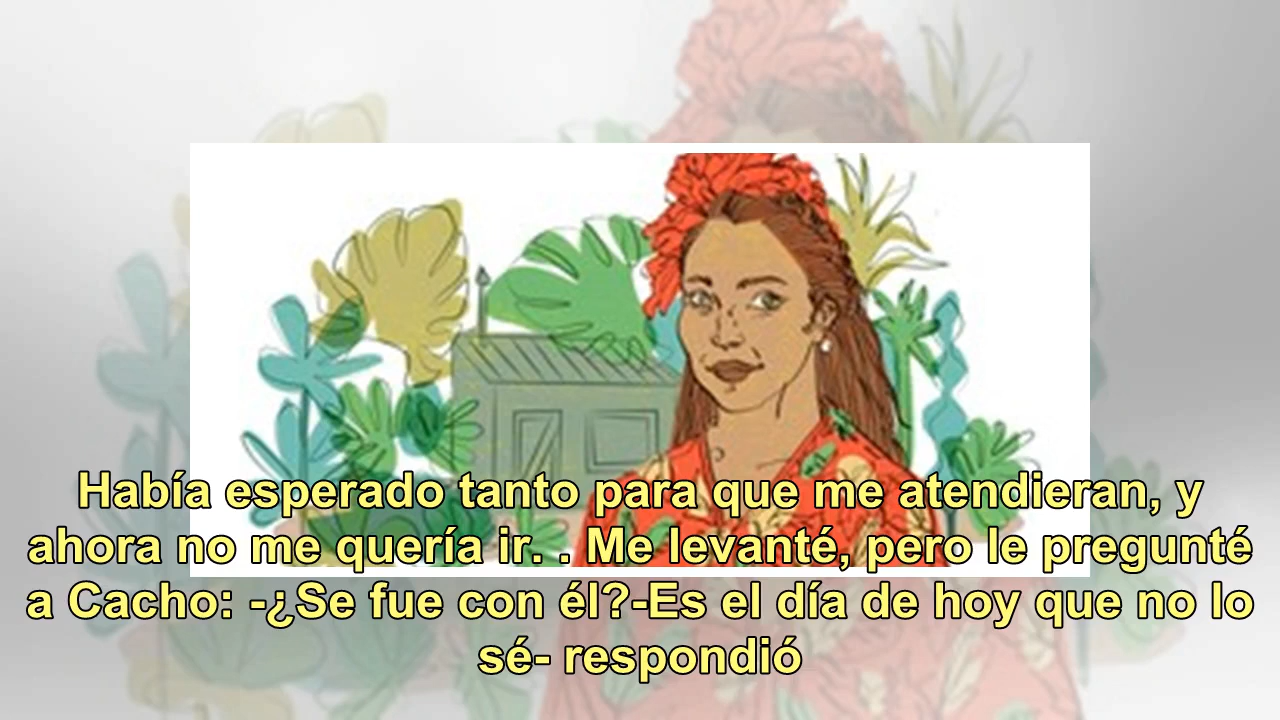 Había esperado tanto para que me atendieran, y
ahora no me quería ir. . Me levanté, pero le pregunté
a Cacho: -¿Se fue con él?-Es el día de hoy que no lo
sé- respondió